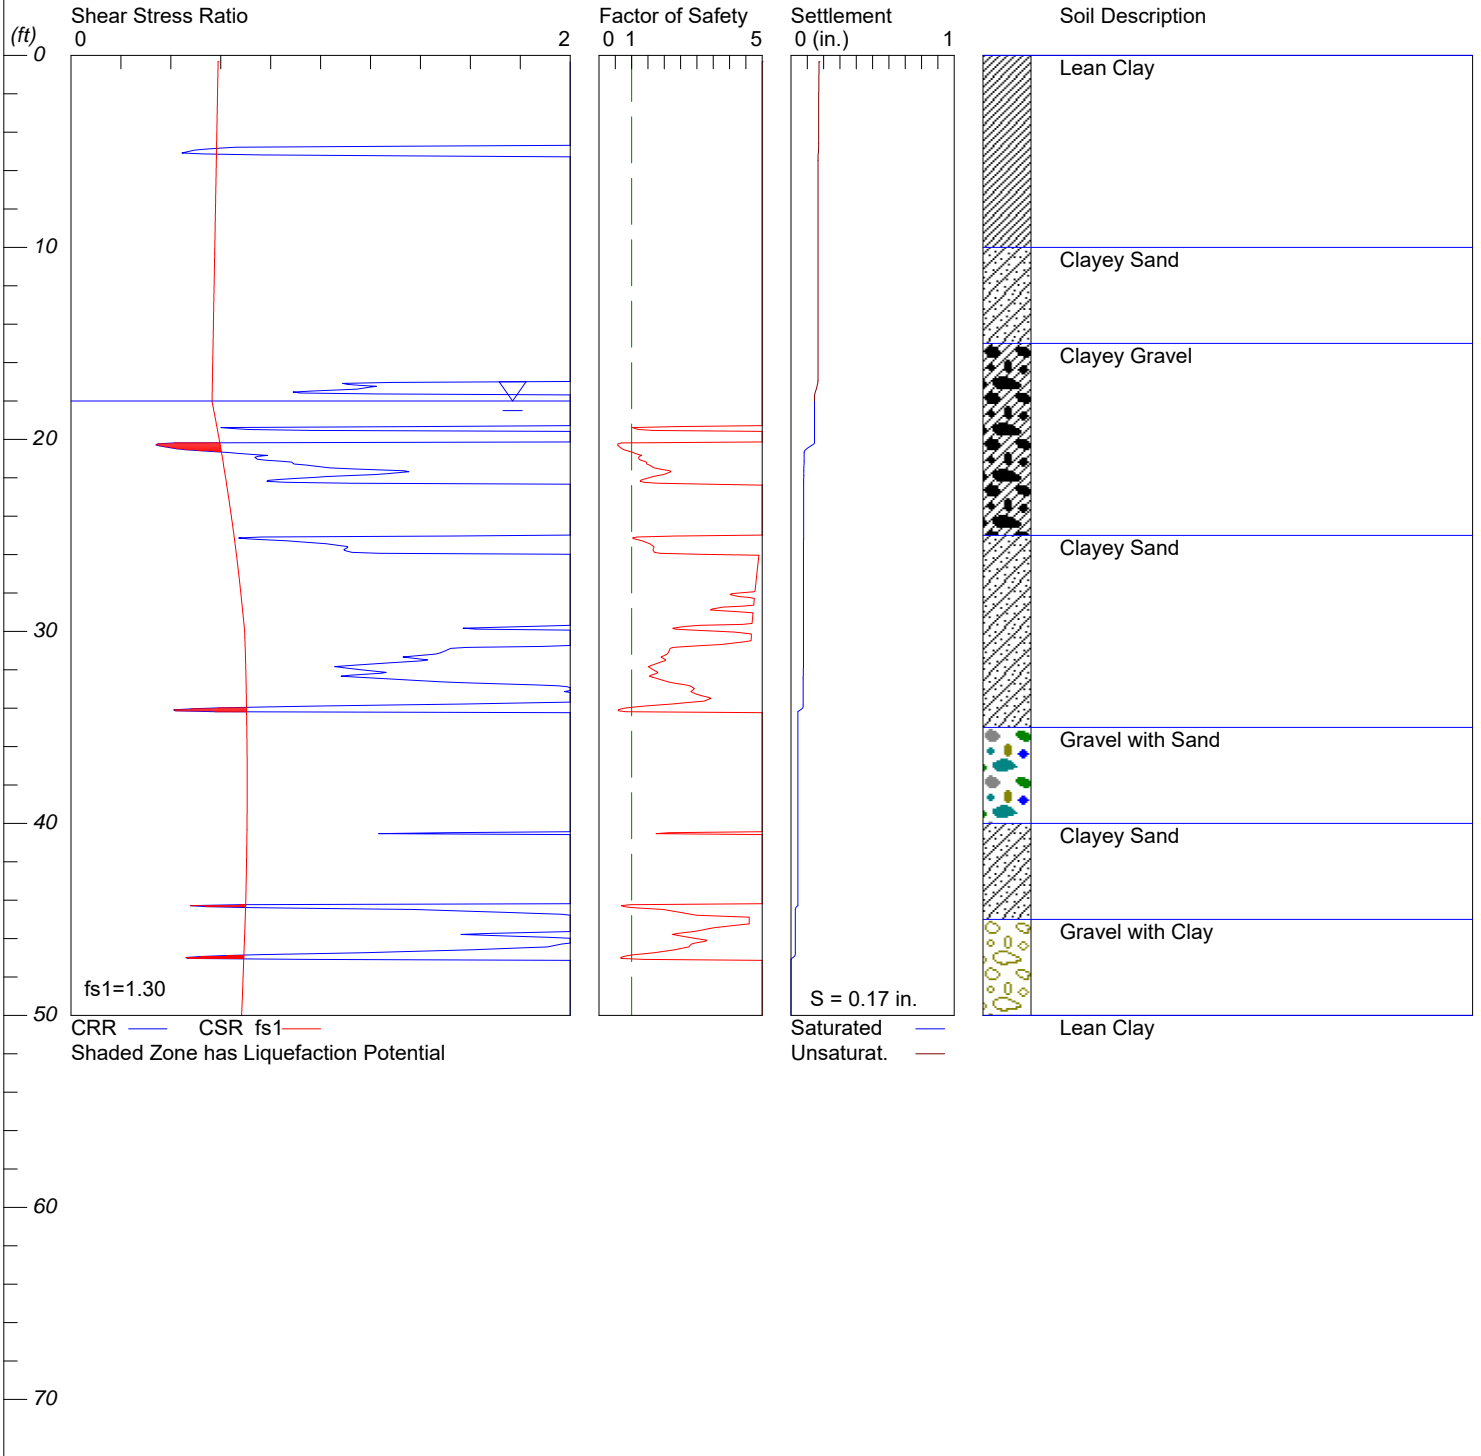 Shear Stress Ratio Factor of Safety Settlement Soil Description
(ft) 0 2 0 1 5 0 (in.) 1
0
Lean Clay
10
Clayey Sand
Clayey Gravel
20
Clayey Sand
30
Gravel with Sand
40
Clayey Sand
Gravel with Clay
fs1=1.30 S = 0.17 in.
50
CRR CSR fs1 Saturated Lean Clay
Shaded Zone has Liquefaction Potential Unsaturat.
60
70